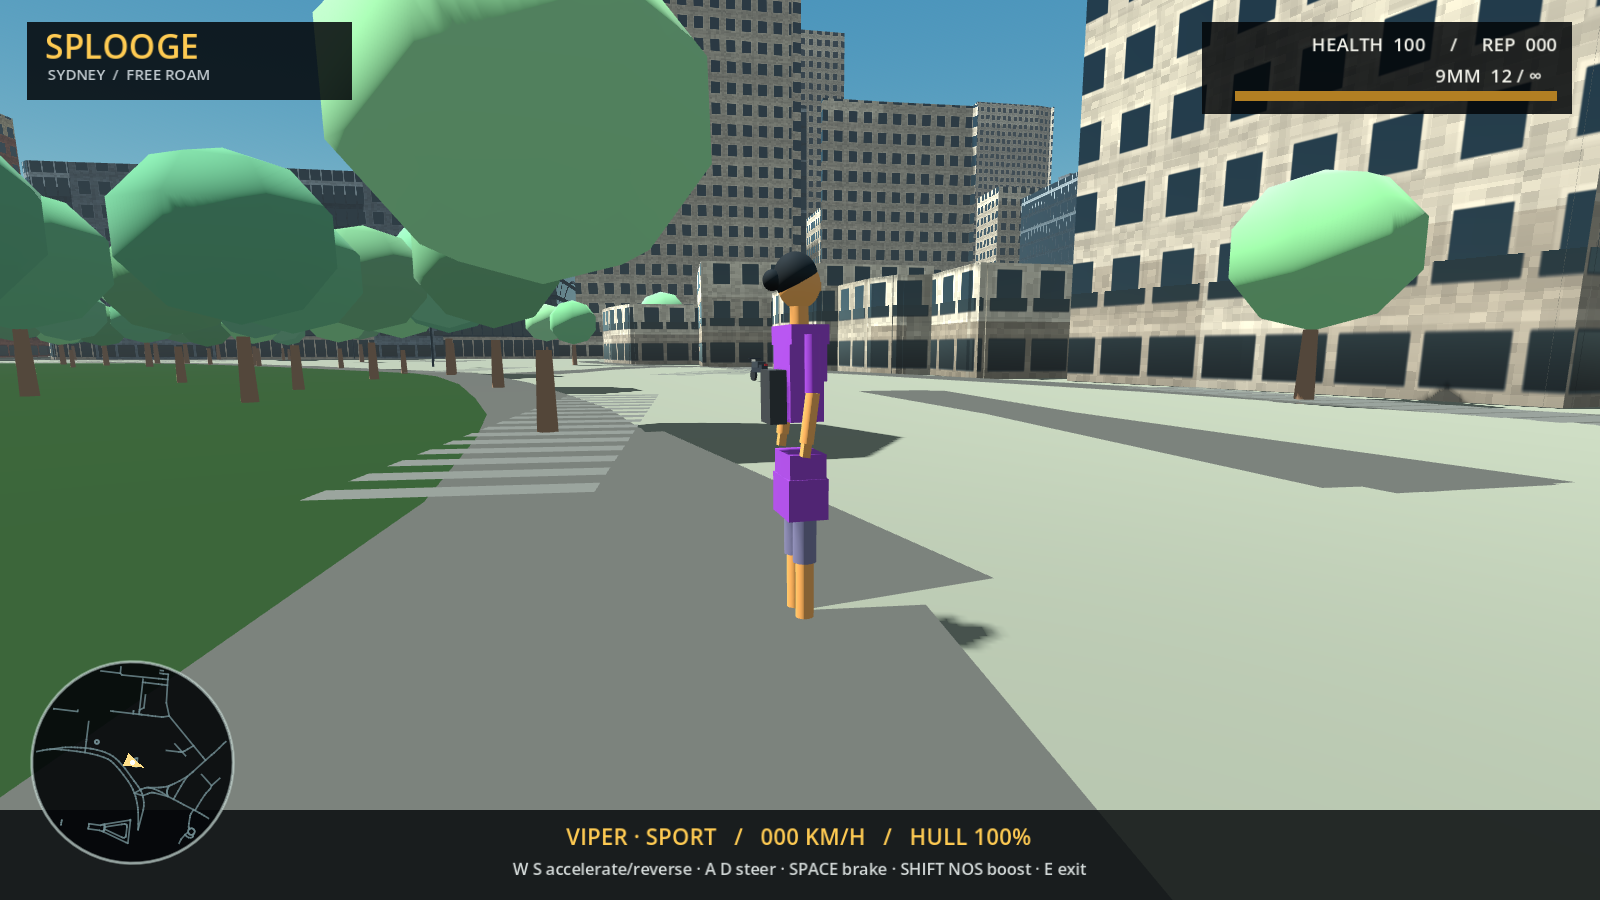 SPLOOGE
SYDNEY / FREE ROAM
HEALTH 100 / REP 000
9MM 12 / ∞
VIPER · SPORT / 000 KM/H / HULL 100%
W S accelerate/reverse · A D steer · SPACE brake · SHIFT NOS boost · E exit